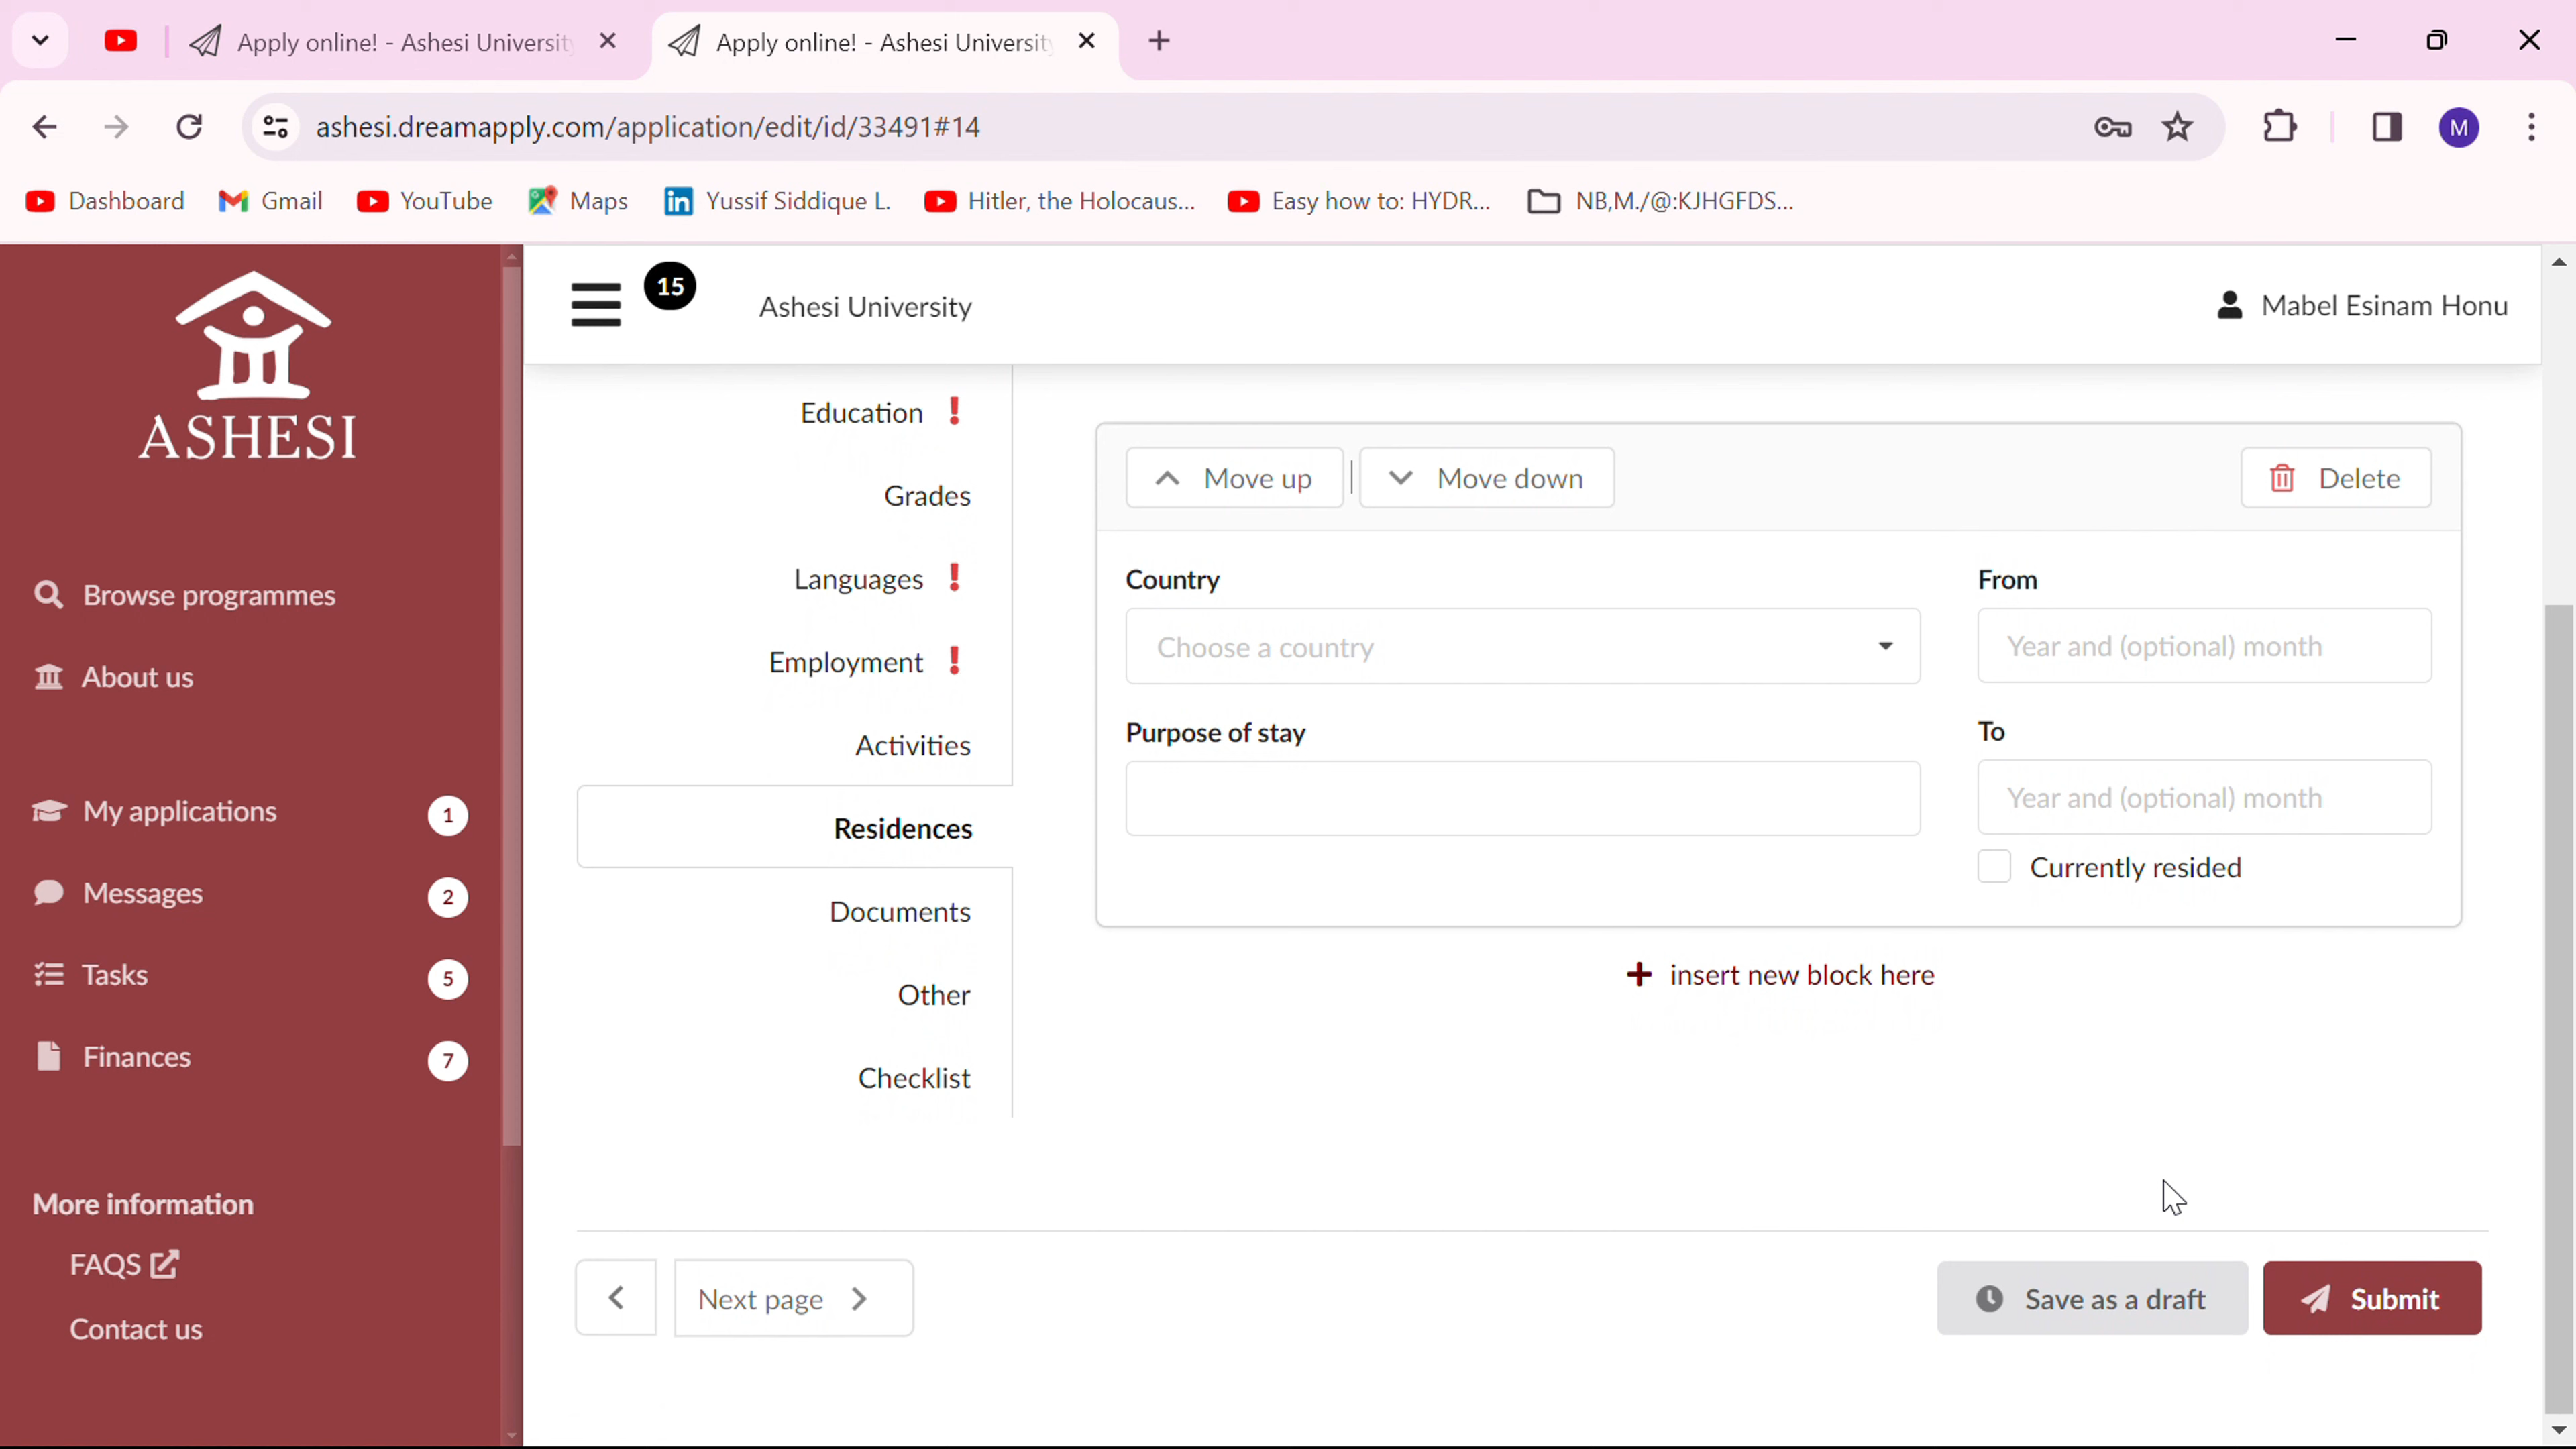 Apply online! - Ashesi Universit
Apply online! - Ashesi Universit
ashesi.dreamapply.com/application/edit/id/33491#14
M
Dashboard
Gmail
YouTube
Maps
Yussif Siddique L.
Hitler, the Holocaus...
Easy how to: HYDR...
NB,M./@:KJHGFDS...
ASHESI
Browse programmes
About us
My applications 1
Messages 2
Tasks 5
Finances 7
More information
FAQS
Contact us
15
Ashesi University
Mabel Esinam Honu
Education !
Grades
Languages !
Employment !
Activities
Residences
Documents
Other
Checklist
Move up | Move down
Delete
Country
Choose a country
From
Year and (optional) month
Purpose of stay
To
Year and (optional) month
Currently resided
+ insert new block here
Next page
Save as a draft
Submit